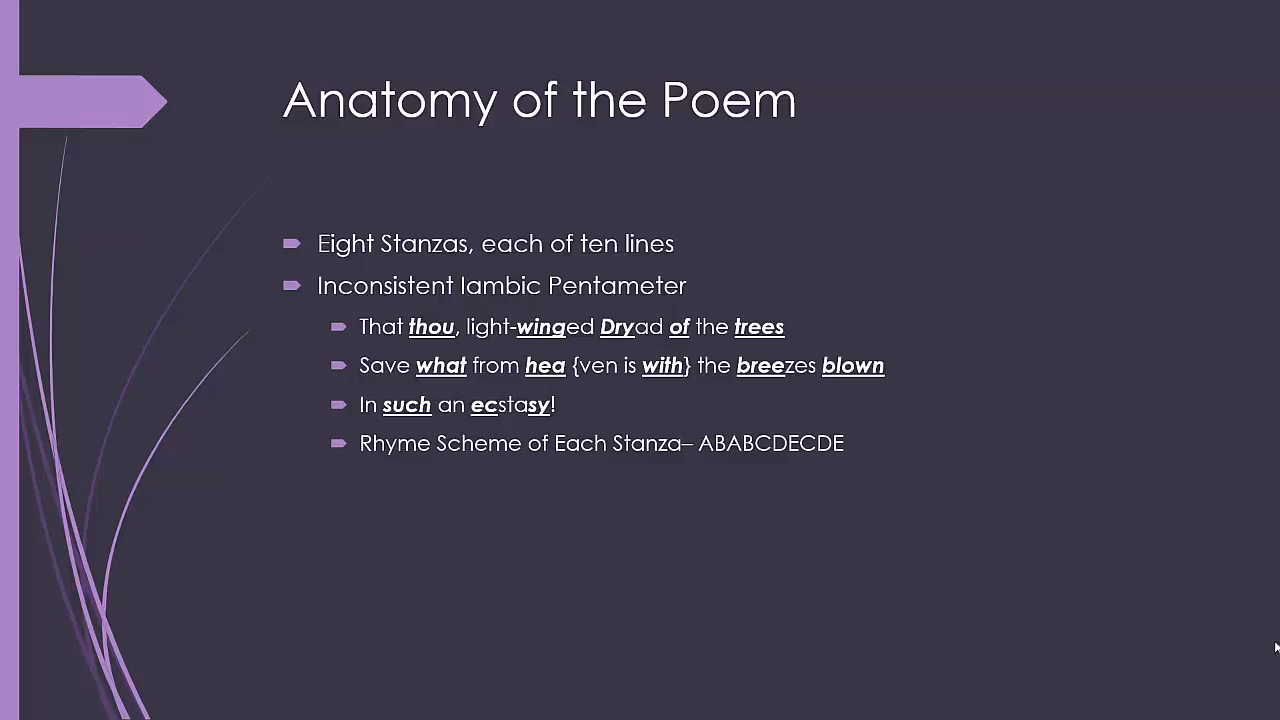 Anatomy of the Poem
Eight Stanzas, each of ten lines
Inconsistent Iambic Pentameter
That thou, light-winged Dryad of the trees
Save what from hea {ven is with} the breezes blown
In such an ecstasy!
Rhyme Scheme of Each Stanza– ABABCDECDE